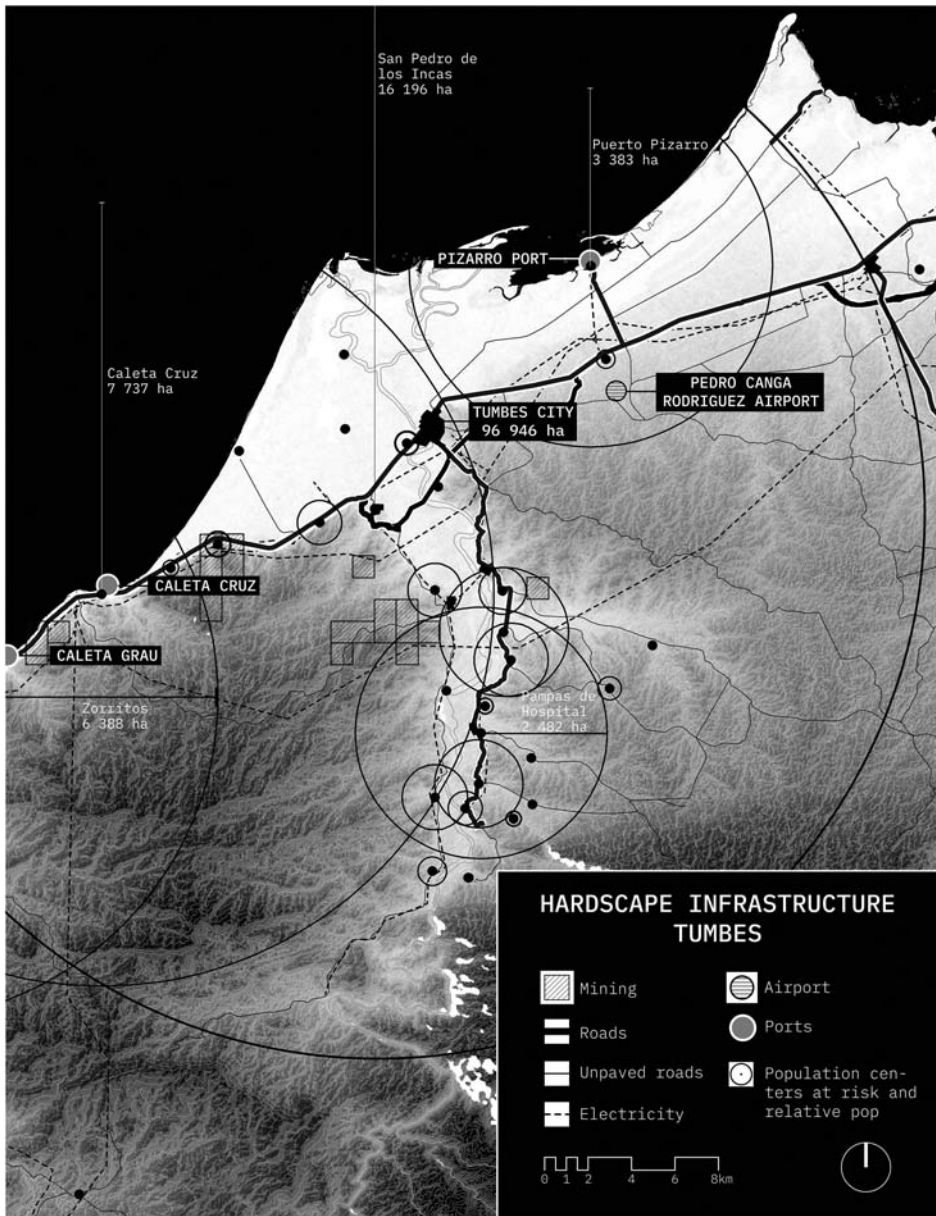 San Pedro de
los Incas
16 196 ha
Puerto Pizarro
3 383 ha
PIZARRO PORT
Caleta Cruz
7 737 ha
PEDRO CANGA
RODRIGUEZ AIRPORT
TUMBES CITY
96 946 ha
CALETA CRUZ
CALETA GRAU
Zorritos
6 388 ha
Pampas de
Hospital
2 482 ha
HARDSCAPE INFRASTRUCTURE
TUMBES
Mining
Airport
Roads
Ports
Unpaved roads
Population cen-
ters at risk and
relative pop
Electricity
0 1 2 4 6 8km